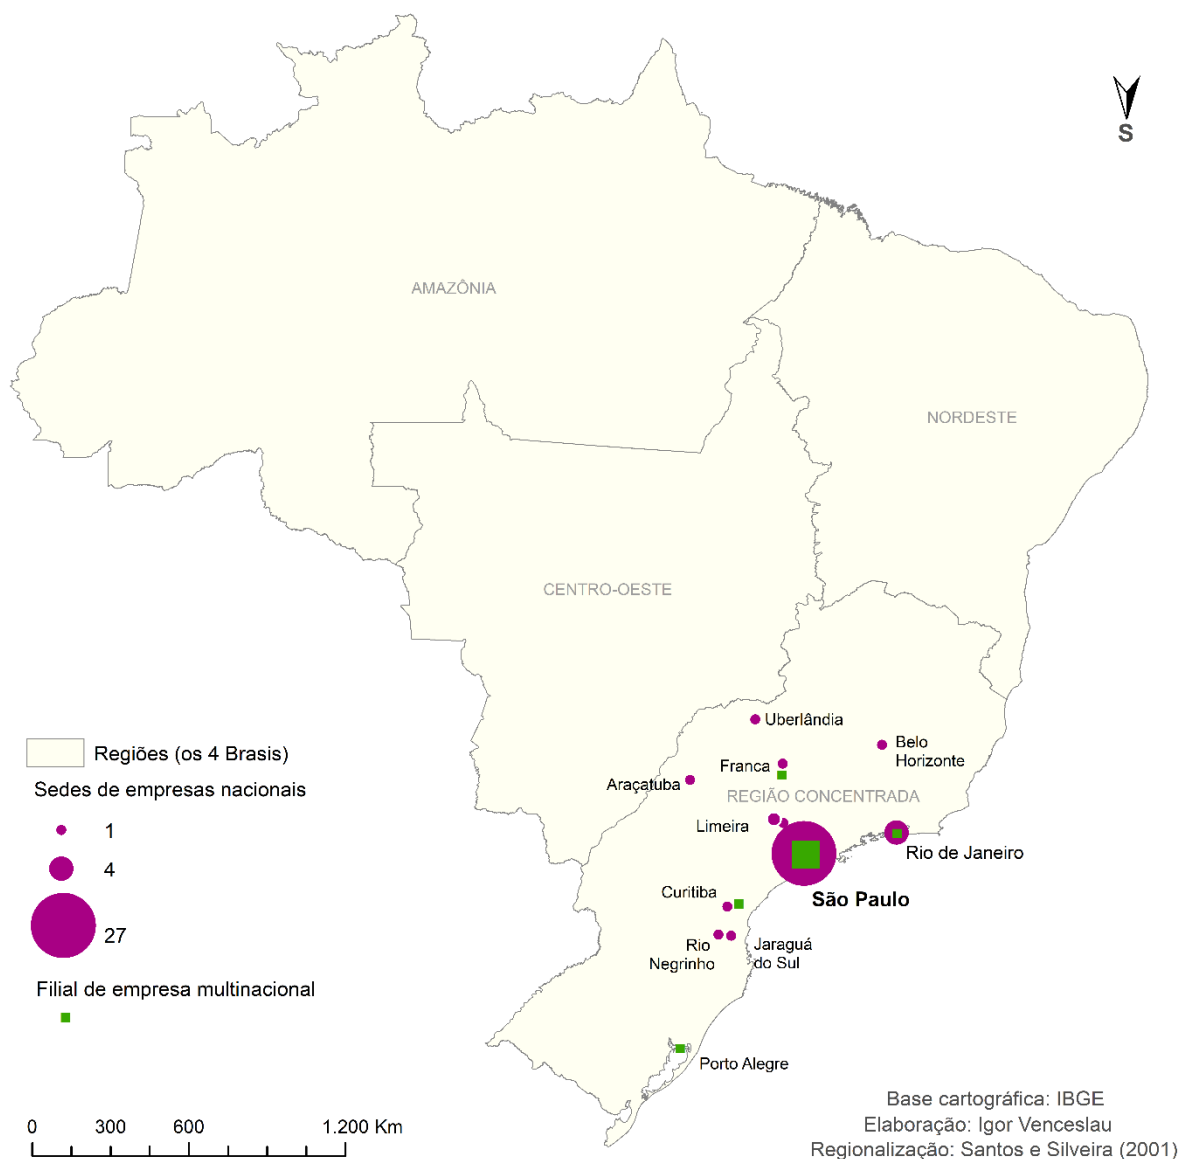 S
AMAZÔNIA
NORDESTE
CENTRO-OESTE
Uberlândia
Belo
Horizonte
Franca
Araçatuba
REGIÃO CONCENTRADA
Limeira
Rio de Janeiro
São Paulo
Curitiba
Rio
Negrinho
Jaraguá
do Sul
Porto Alegre
Regiões (os 4 Brasis)
Sedes de empresas nacionais
1
4
27
Filial de empresa multinacional
0 300 600 1.200 Km
Base cartográfica: IBGE
Elaboração: Igor Venceslau
Regionalização: Santos e Silveira (2001)